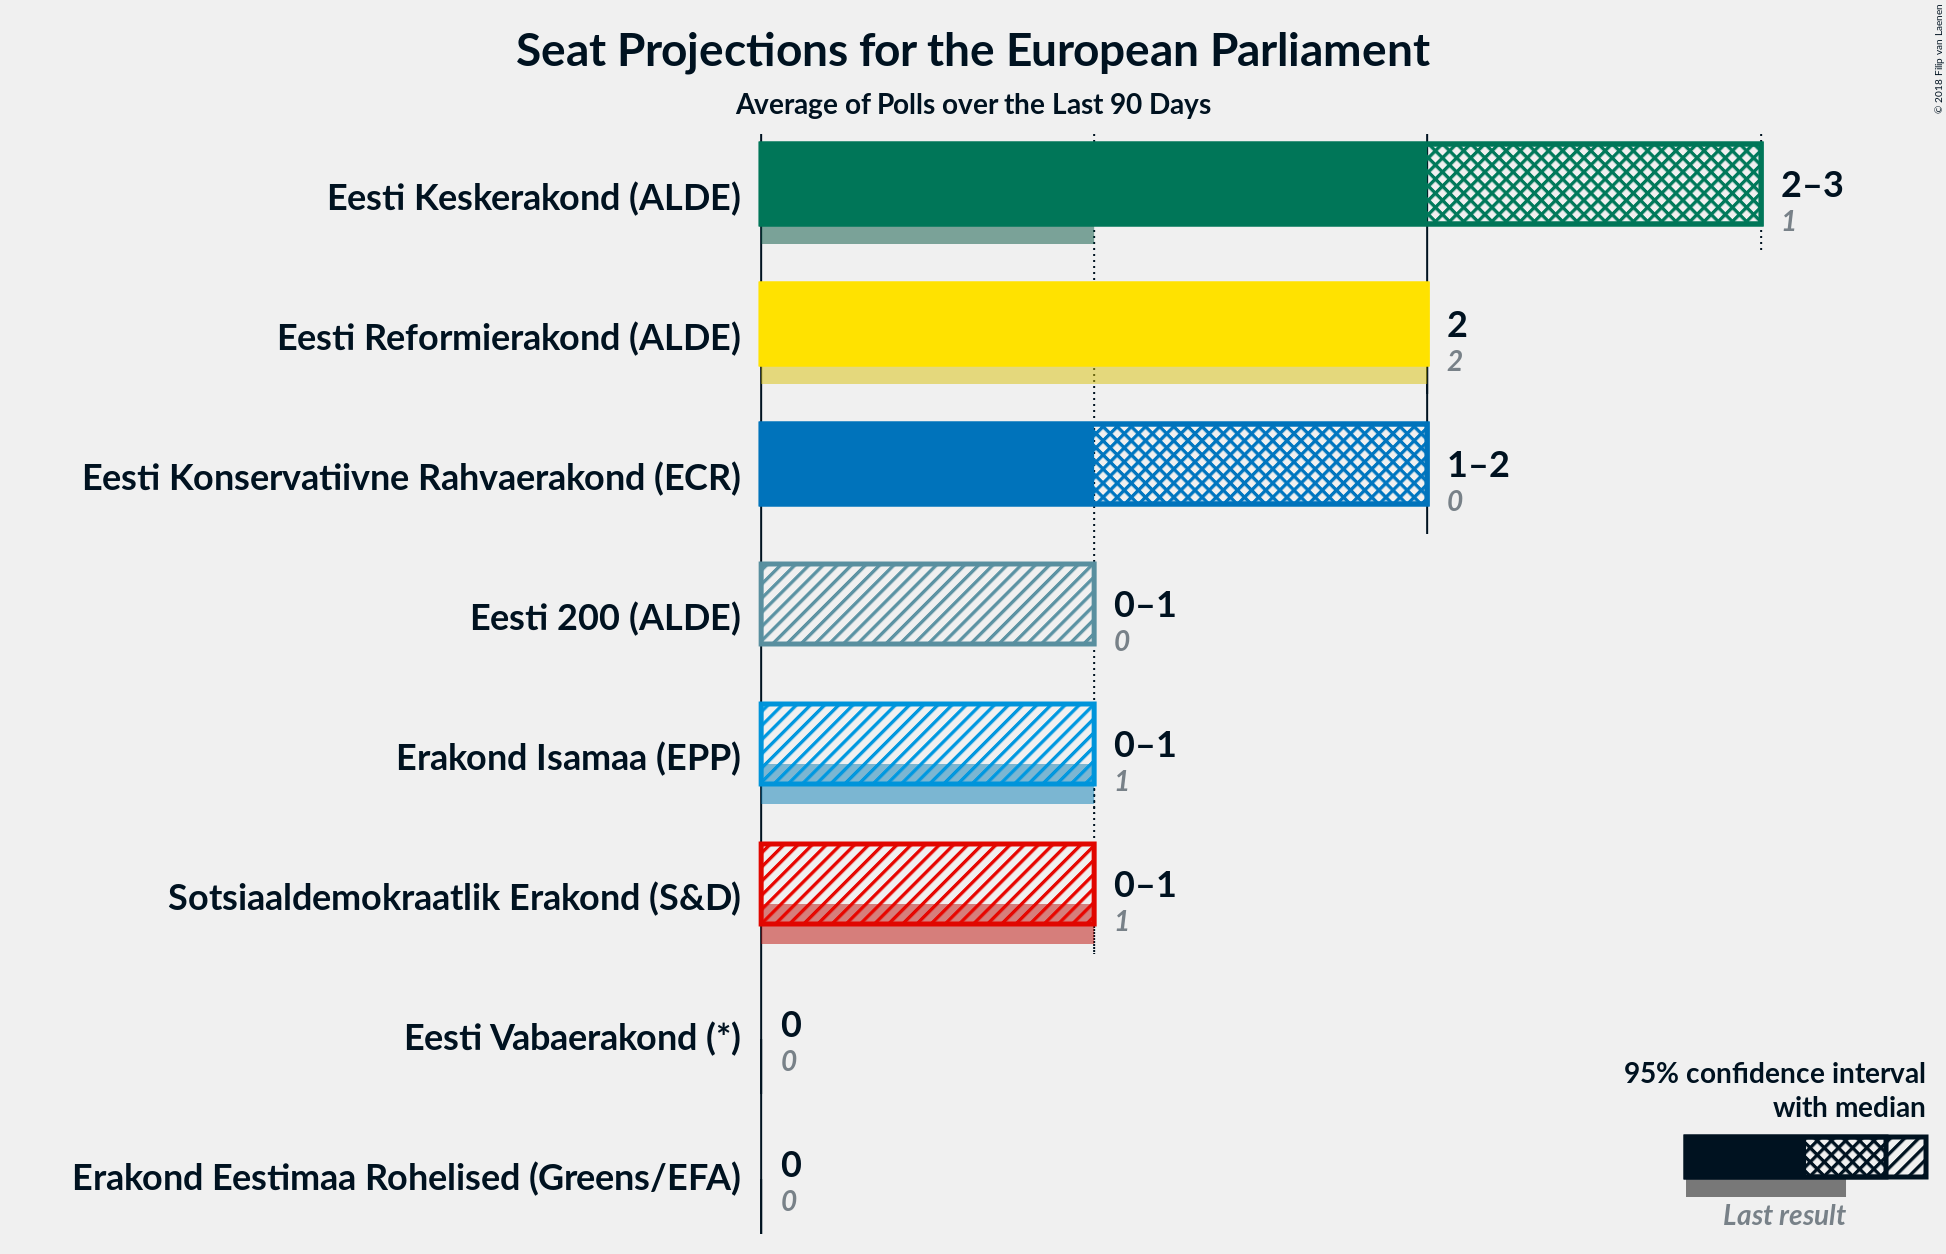 Seat Projections for the European Parliament
Average of Polls over the Last 90 Days
© 2018 Filip van Laenen
Eesti Keskerakond (ALDE)
2–3
1
Eesti Reformierakond (ALDE)
2
2
Eesti Konservatiivne Rahvaerakond (ECR)
1–2
0
Eesti 200 (ALDE)
0–1
0
Erakond Isamaa (EPP)
0–1
1
Sotsiaaldemokraatlik Erakond (S&D)
0–1
1
Eesti Vabaerakond (*)
0
0
Erakond Eestimaa Rohelised (Greens/EFA)
0
0
95% confidence interval
with median
Last result